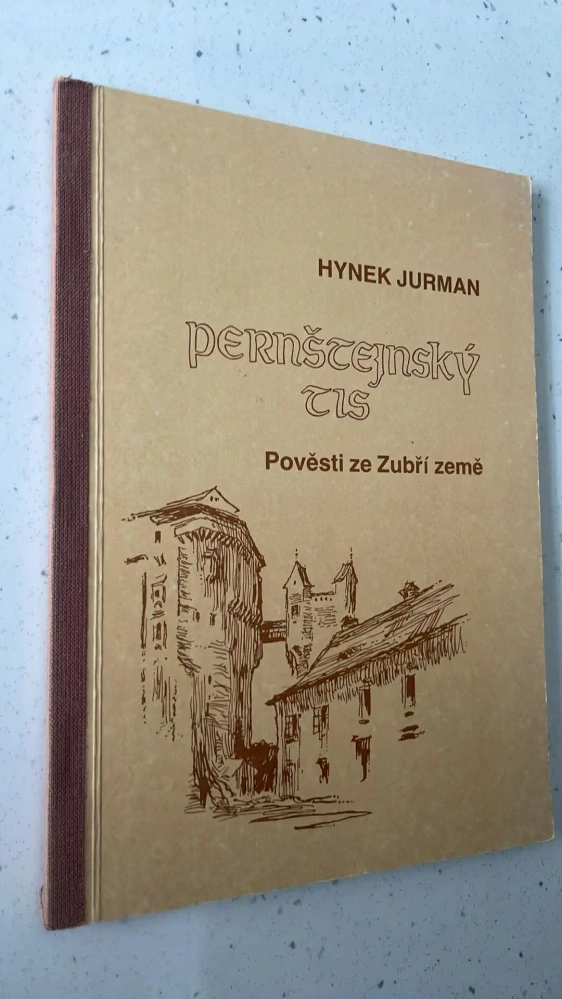 HYNEK JURMAN
PERNŠTEJNSKÝ
TIS
Pověsti ze Zubří země